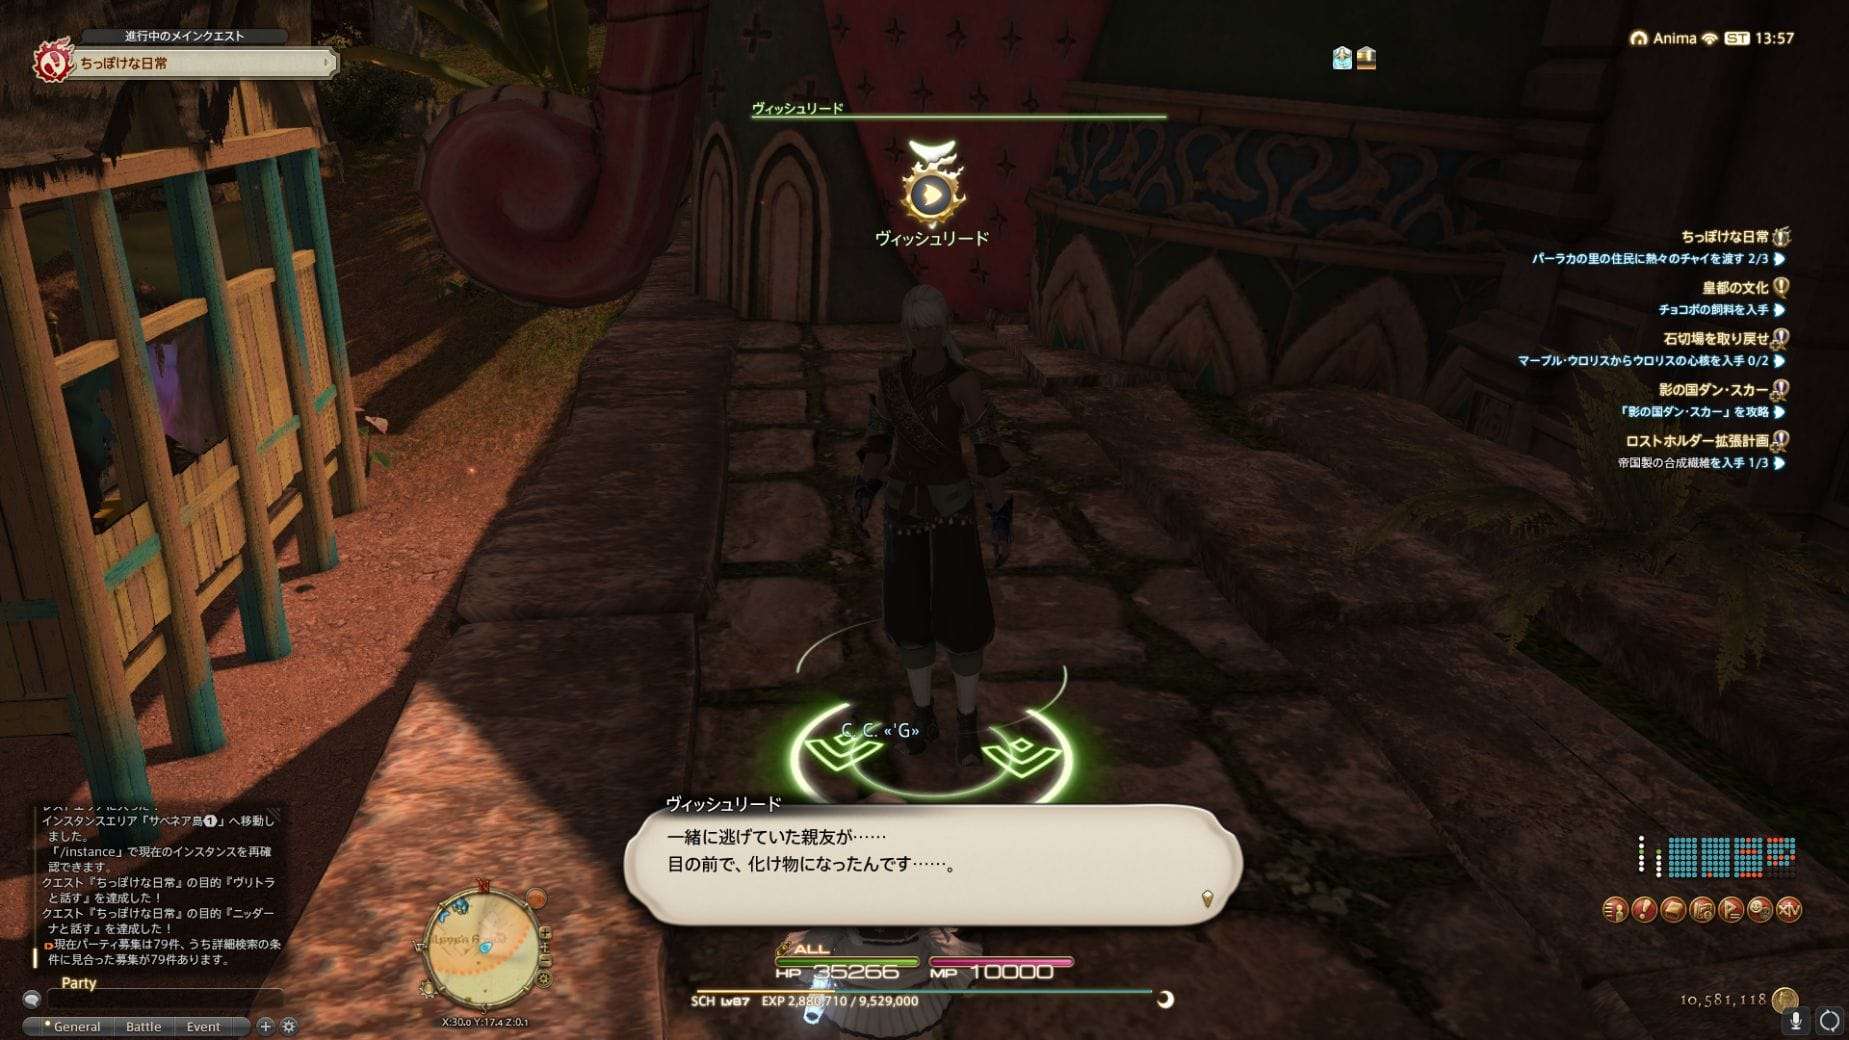 進行中のメインクエスト
ちっぽけな日常
Anima ST 13:57
ヴィッシュリード
ヴィッシュリード
ちっぽけな日常
パーラカの里の住民に熱々のチャイを渡す 2/3
皇都の文化
チョコボの飼料を入手
石切場を取り戻せ
マーブル・ウロリスからウロリスの心核を入手 0/2
影の国ダン・スカー
「影の国ダン・スカー」を攻略
ロストホルダー拡張計画
帝国製の合成繊維を入手 1/3
C. C. «'G»
ヴィッシュリード
一緒に逃げていた親友が……
目の前で、化け物になったんです……。
インスタンスエリア「サベネア島1」へ移動し
ました。
「/instance」で現在のインスタンスを再確
認できます。
クエスト『ちっぽけな日常』の目的『ヴリトラ
と話す』を達成した！
クエスト『ちっぽけな日常』の目的『ニッダー
ナと話す』を達成した！
現在パーティ募集は79件、うち詳細検索の条
件に見合った募集が79件あります。
Party
General Battle Event
X:30.0 Y:17.4 Z:0.1
ALL
HP 35266 MP 10000
SCH Lv87 EXP 2,880,710 / 9,529,000
XIV
10,581,118